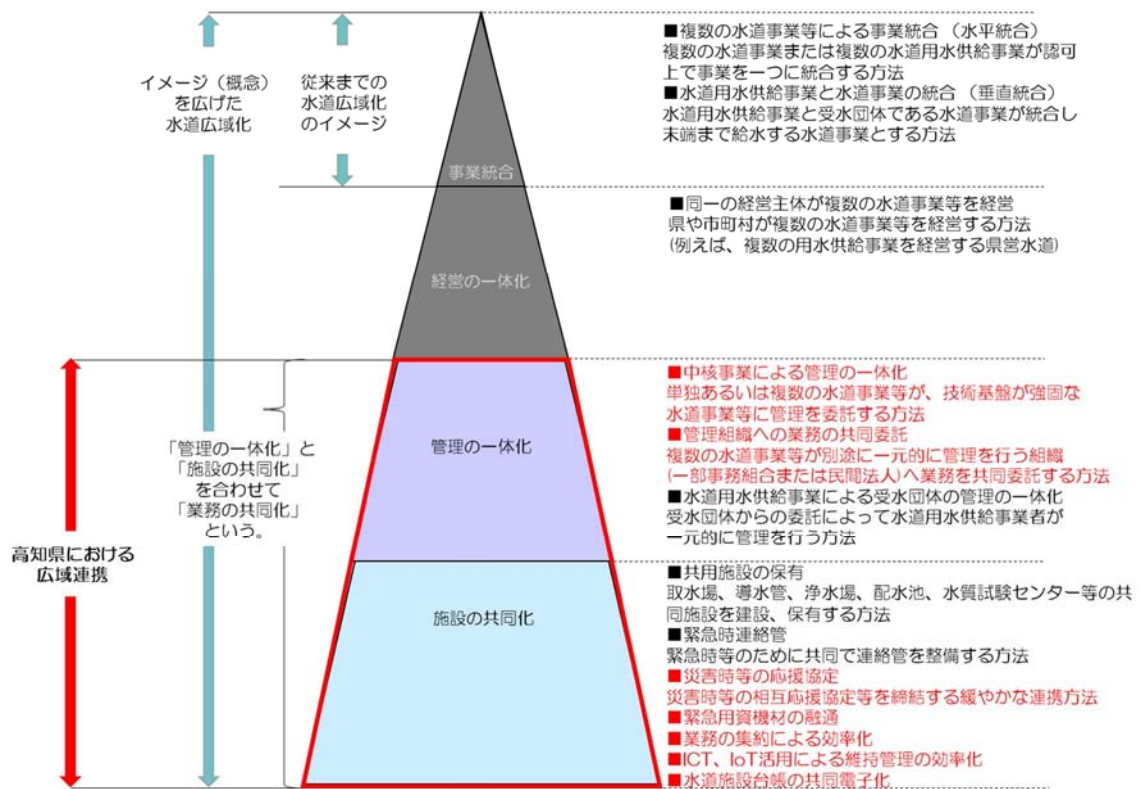 イメージ（概念）
を広げた
水道広域化
従来までの
水道広域化
のイメージ
事業統合
■複数の水道事業等による事業統合 （水平統合）
複数の水道事業または複数の水道用水供給事業が認可
上で事業を一つに統合する方法
■水道用水供給事業と水道事業の統合 （垂直統合）
水道用水供給事業と受水団体である水道事業が統合し
末端まで給水する水道事業とする方法
経営の一体化
■同一の経営主体が複数の水道事業等を経営
県や市町村が複数の水道事業等を経営する方法
(例えば、複数の用水供給事業を経営する県営水道)
高知県における
広域連携
「管理の一体化」と
「施設の共同化」
を合わせて
「業務の共同化」
という。
管理の一体化
■中核事業による管理の一体化
単独あるいは複数の水道事業等が、技術基盤が強固な
水道事業等に管理を委託する方法
■管理組織への業務の共同委託
複数の水道事業等が別途に一元的に管理を行う組織
(一部事務組合または民間法人)へ業務を共同委託する方法
■水道用水供給事業による受水団体の管理の一体化
受水団体からの委託によって水道用水供給事業者が
一元的に管理を行う方法
施設の共同化
■共用施設の保有
取水場、導水管、浄水場、配水池、水質試験センター等の共
同施設を建設、保有する方法
■緊急時連絡管
緊急時等のために共同で連絡管を整備する方法
■災害時等の応援協定
災害時等の相互応援協定等を締結する緩やかな連携方法
■緊急用資機材の融通
■業務の集約による効率化
■ICT、IoT活用による維持管理の効率化
■水道施設台帳の共同電子化